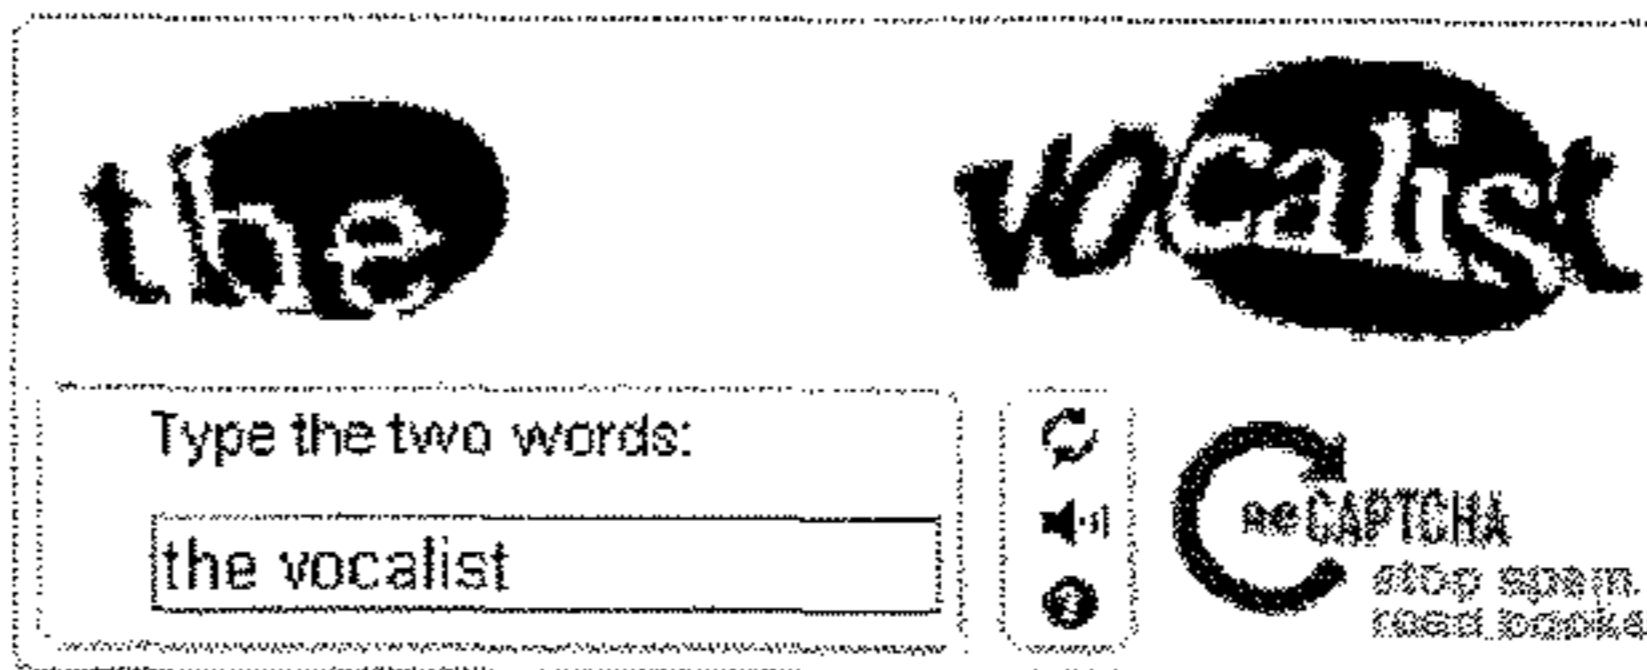 the vocalist
Type the two words:
the vocalist
reCAPTCHA
stop spam.
read books.